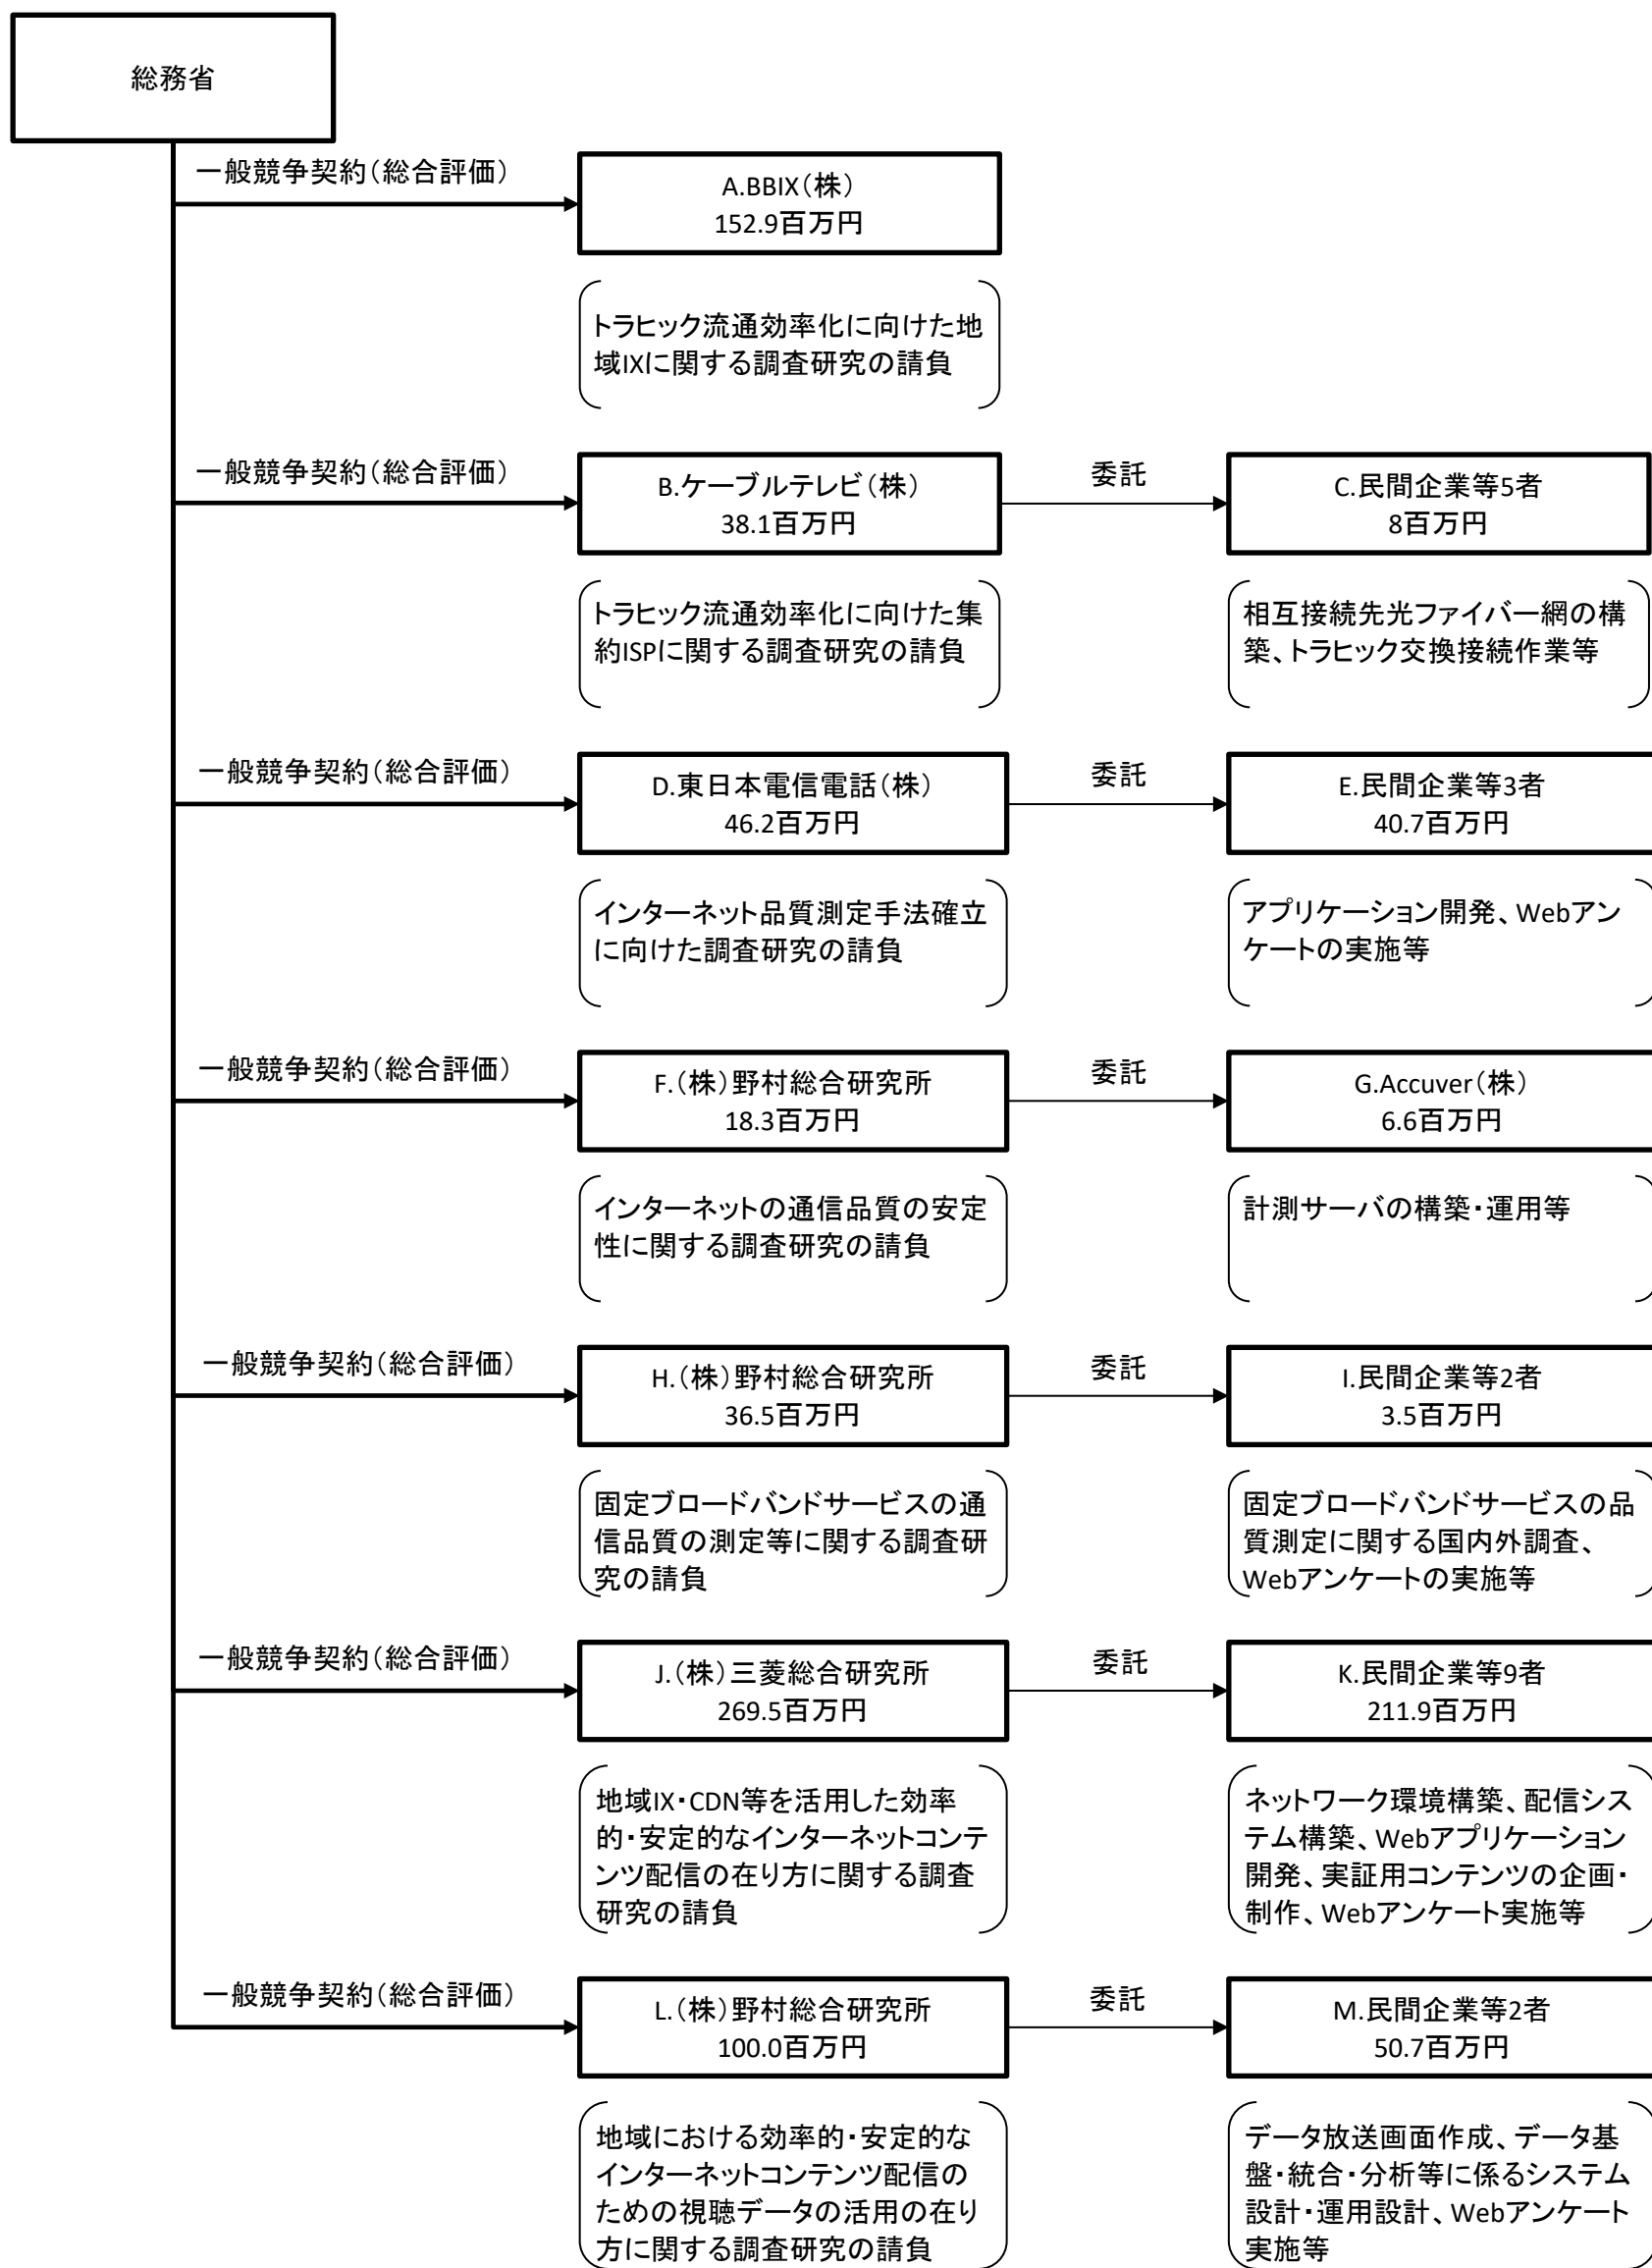 総務省
一般競争契約(総合評価)
A.BBIX(株)
152.9百万円
トラヒック流通効率化に向けた地
域IXに関する調査研究の請負
一般競争契約(総合評価)
B.ケーブルテレビ(株)
38.1百万円
委託
C.民間企業等5者
8百万円
トラヒック流通効率化に向けた集
約ISPに関する調査研究の請負
相互接続先光ファイバー網の構
築、トラヒック交換接続作業等
一般競争契約(総合評価)
D.東日本電信電話(株)
46.2百万円
委託
E.民間企業等3者
40.7百万円
インターネット品質測定手法確立
に向けた調査研究の請負
アプリケーション開発、Webアン
ケートの実施等
一般競争契約(総合評価)
F.(株)野村総合研究所
18.3百万円
委託
G.Accuver(株)
6.6百万円
インターネットの通信品質の安定
性に関する調査研究の請負
計測サーバの構築・運用等
一般競争契約(総合評価)
H.(株)野村総合研究所
36.5百万円
委託
I.民間企業等2者
3.5百万円
固定ブロードバンドサービスの通
信品質の測定等に関する調査研
究の請負
固定ブロードバンドサービスの品
質測定に関する国内外調査、
Webアンケートの実施等
一般競争契約(総合評価)
J.(株)三菱総合研究所
269.5百万円
委託
K.民間企業等9者
211.9百万円
地域IX・CDN等を活用した効率
的・安定的なインターネットコンテ
ンツ配信の在り方に関する調査
研究の請負
ネットワーク環境構築、配信シス
テム構築、Webアプリケーション
開発、実証用コンテンツの企画・
制作、Webアンケート実施等
一般競争契約(総合評価)
L.(株)野村総合研究所
100.0百万円
委託
M.民間企業等2者
50.7百万円
地域における効率的・安定的な
インターネットコンテンツ配信の
ための視聴データの活用の在り
方に関する調査研究の請負
データ放送画面作成、データ基
盤・統合・分析等に係るシステム
設計・運用設計、Webアンケート
実施等